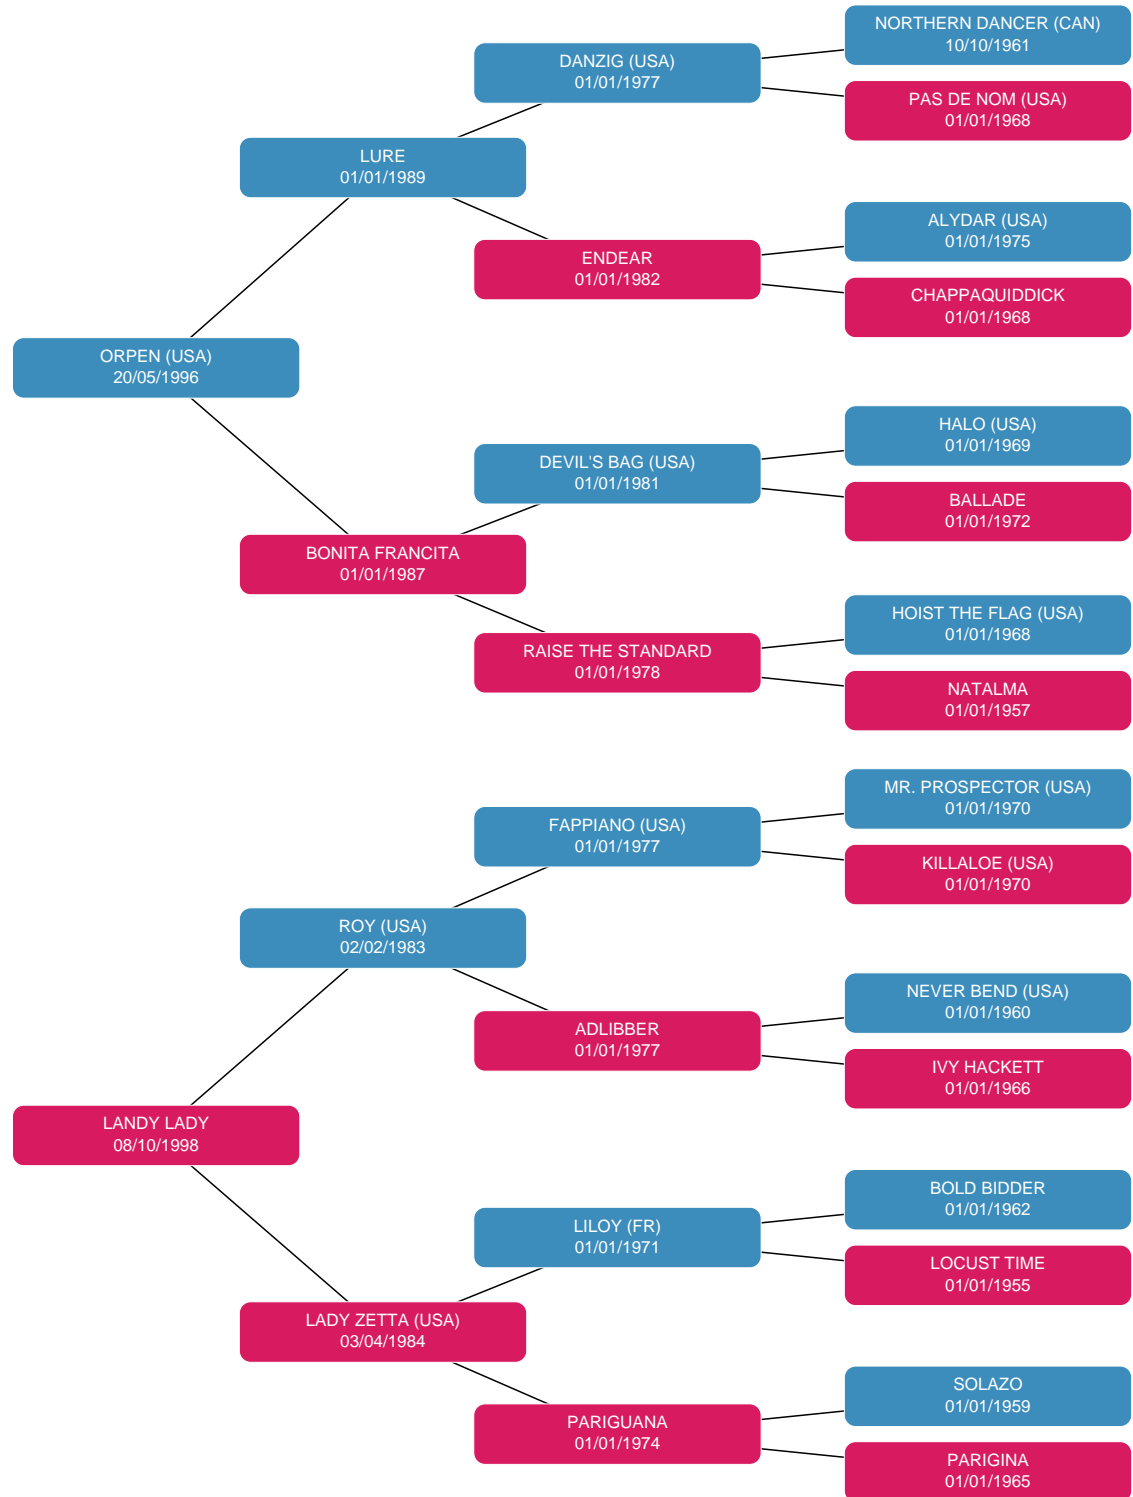 NORTHERN DANCER (CAN)
10/10/1961
DANZIG (USA)
01/01/1977
PAS DE NOM (USA)
01/01/1968
LURE
01/01/1989
ALYDAR (USA)
01/01/1975
ENDEAR
01/01/1982
CHAPPAQUIDDICK
01/01/1968
ORPEN (USA)
20/05/1996
HALO (USA)
01/01/1969
DEVIL'S BAG (USA)
01/01/1981
BALLADE
01/01/1972
BONITA FRANCITA
01/01/1987
HOIST THE FLAG (USA)
01/01/1968
RAISE THE STANDARD
01/01/1978
NATALMA
01/01/1957
MR. PROSPECTOR (USA)
01/01/1970
FAPPIANO (USA)
01/01/1977
KILLALOE (USA)
01/01/1970
ROY (USA)
02/02/1983
NEVER BEND (USA)
01/01/1960
ADLIBBER
01/01/1977
IVY HACKETT
01/01/1966
LANDY LADY
08/10/1998
BOLD BIDDER
01/01/1962
LILOY (FR)
01/01/1971
LOCUST TIME
01/01/1955
LADY ZETTA (USA)
03/04/1984
SOLAZO
01/01/1959
PARIGUANA
01/01/1974
PARIGINA
01/01/1965